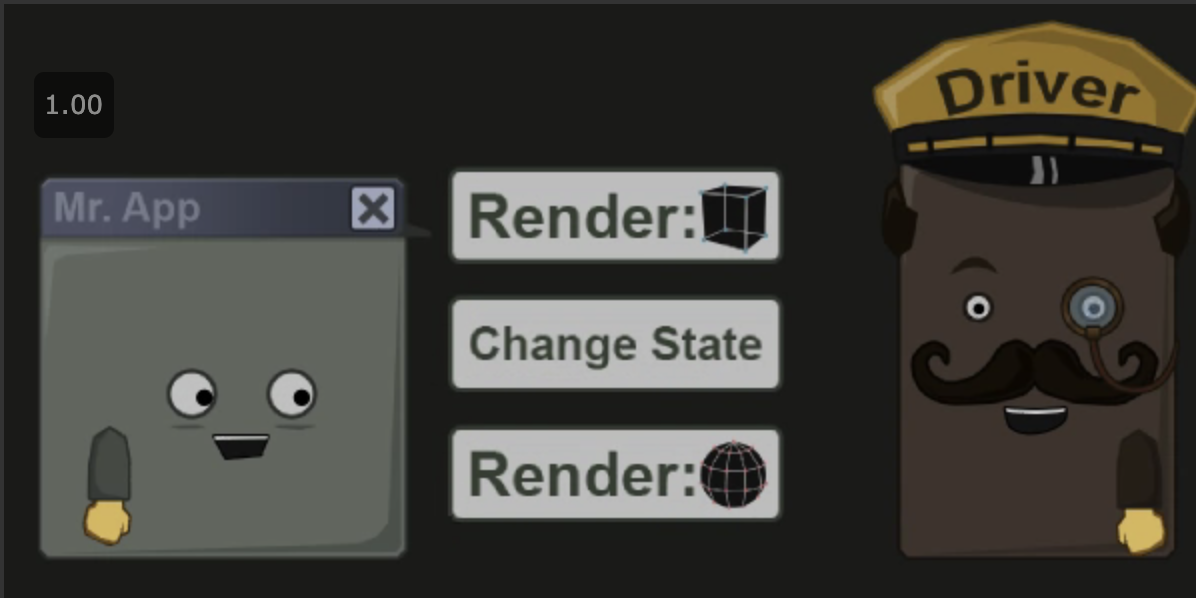 1.00
Driver
Mr. App
Render:
Change State
Render: